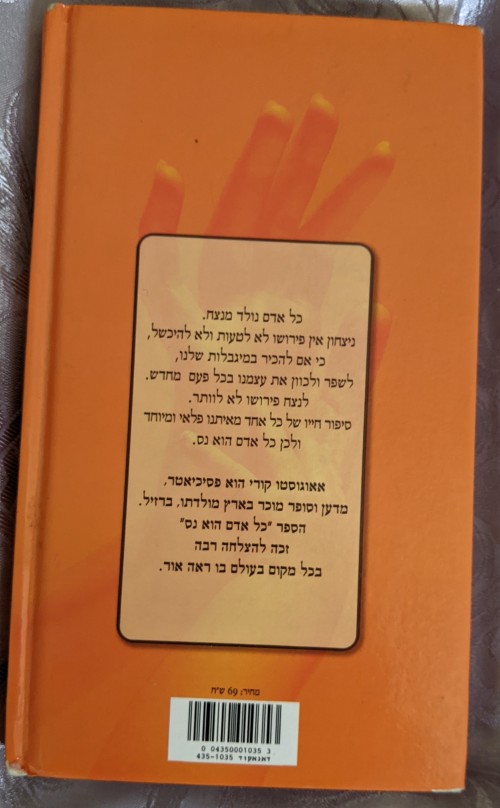 כל אדם נולד מנצח.
ניצחון אין פירושו לא לטעות ולא להיכשל,
כי אם להכיר במיגבלות שלנו,
לשפר ולכוון את עצמנו בכל פעם מחדש.
לנצח פירושו לא לוותר.
סיפור חייו של כל אחד מאיתנו פלאי ומיוחד
ולכן כל אדם הוא נס.
אאוגוסטו קורי הוא פסיכיאטר,
מדען וסופר מוכר בארץ מולדתו, ברזיל.
הספר "כל אדם הוא נס"
זכה להצלחה רבה
בכל מקום בעולם בו ראה אור.
מחיר: 69 ש"ח
0 04350001035 3
דאנאקוד 435-1035